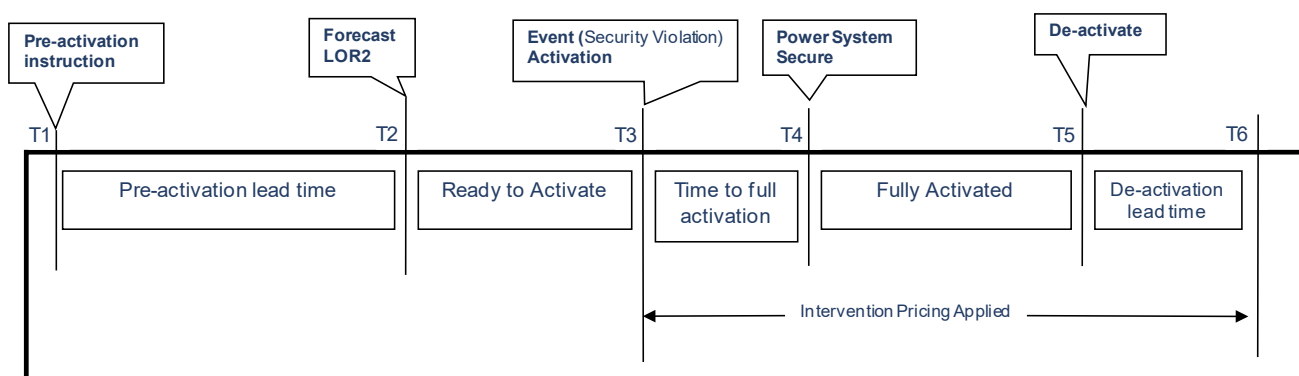 Pre-activation
instruction
Forecast
LOR2
Event (Security Violation)
Activation
Power System
Secure
De-activate
T1
T2
T3
T4
T5
T6
Pre-activation lead time
Ready to Activate
Time to full
activation
Fully Activated
De-activation
lead time
Intervention Pricing Applied